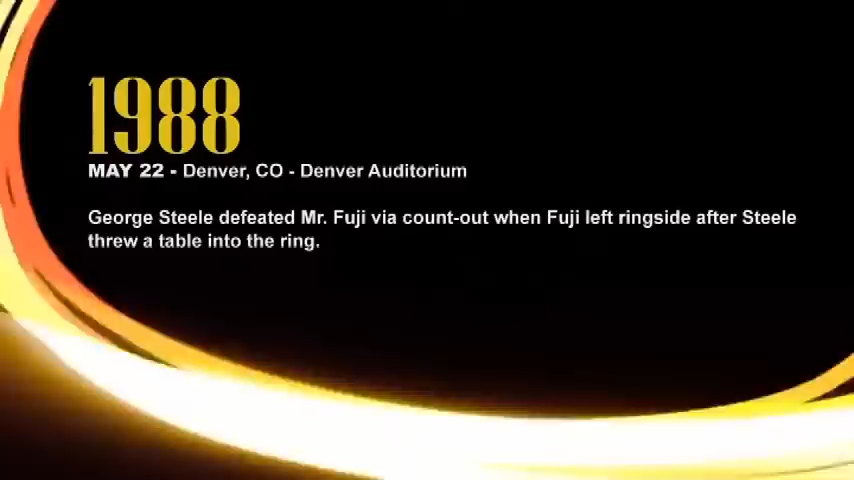 1988
MAY 22 - Denver, CO - Denver Auditorium
George Steele defeated Mr. Fuji via count-out when Fuji left ringside after Steele
threw a table into the ring.